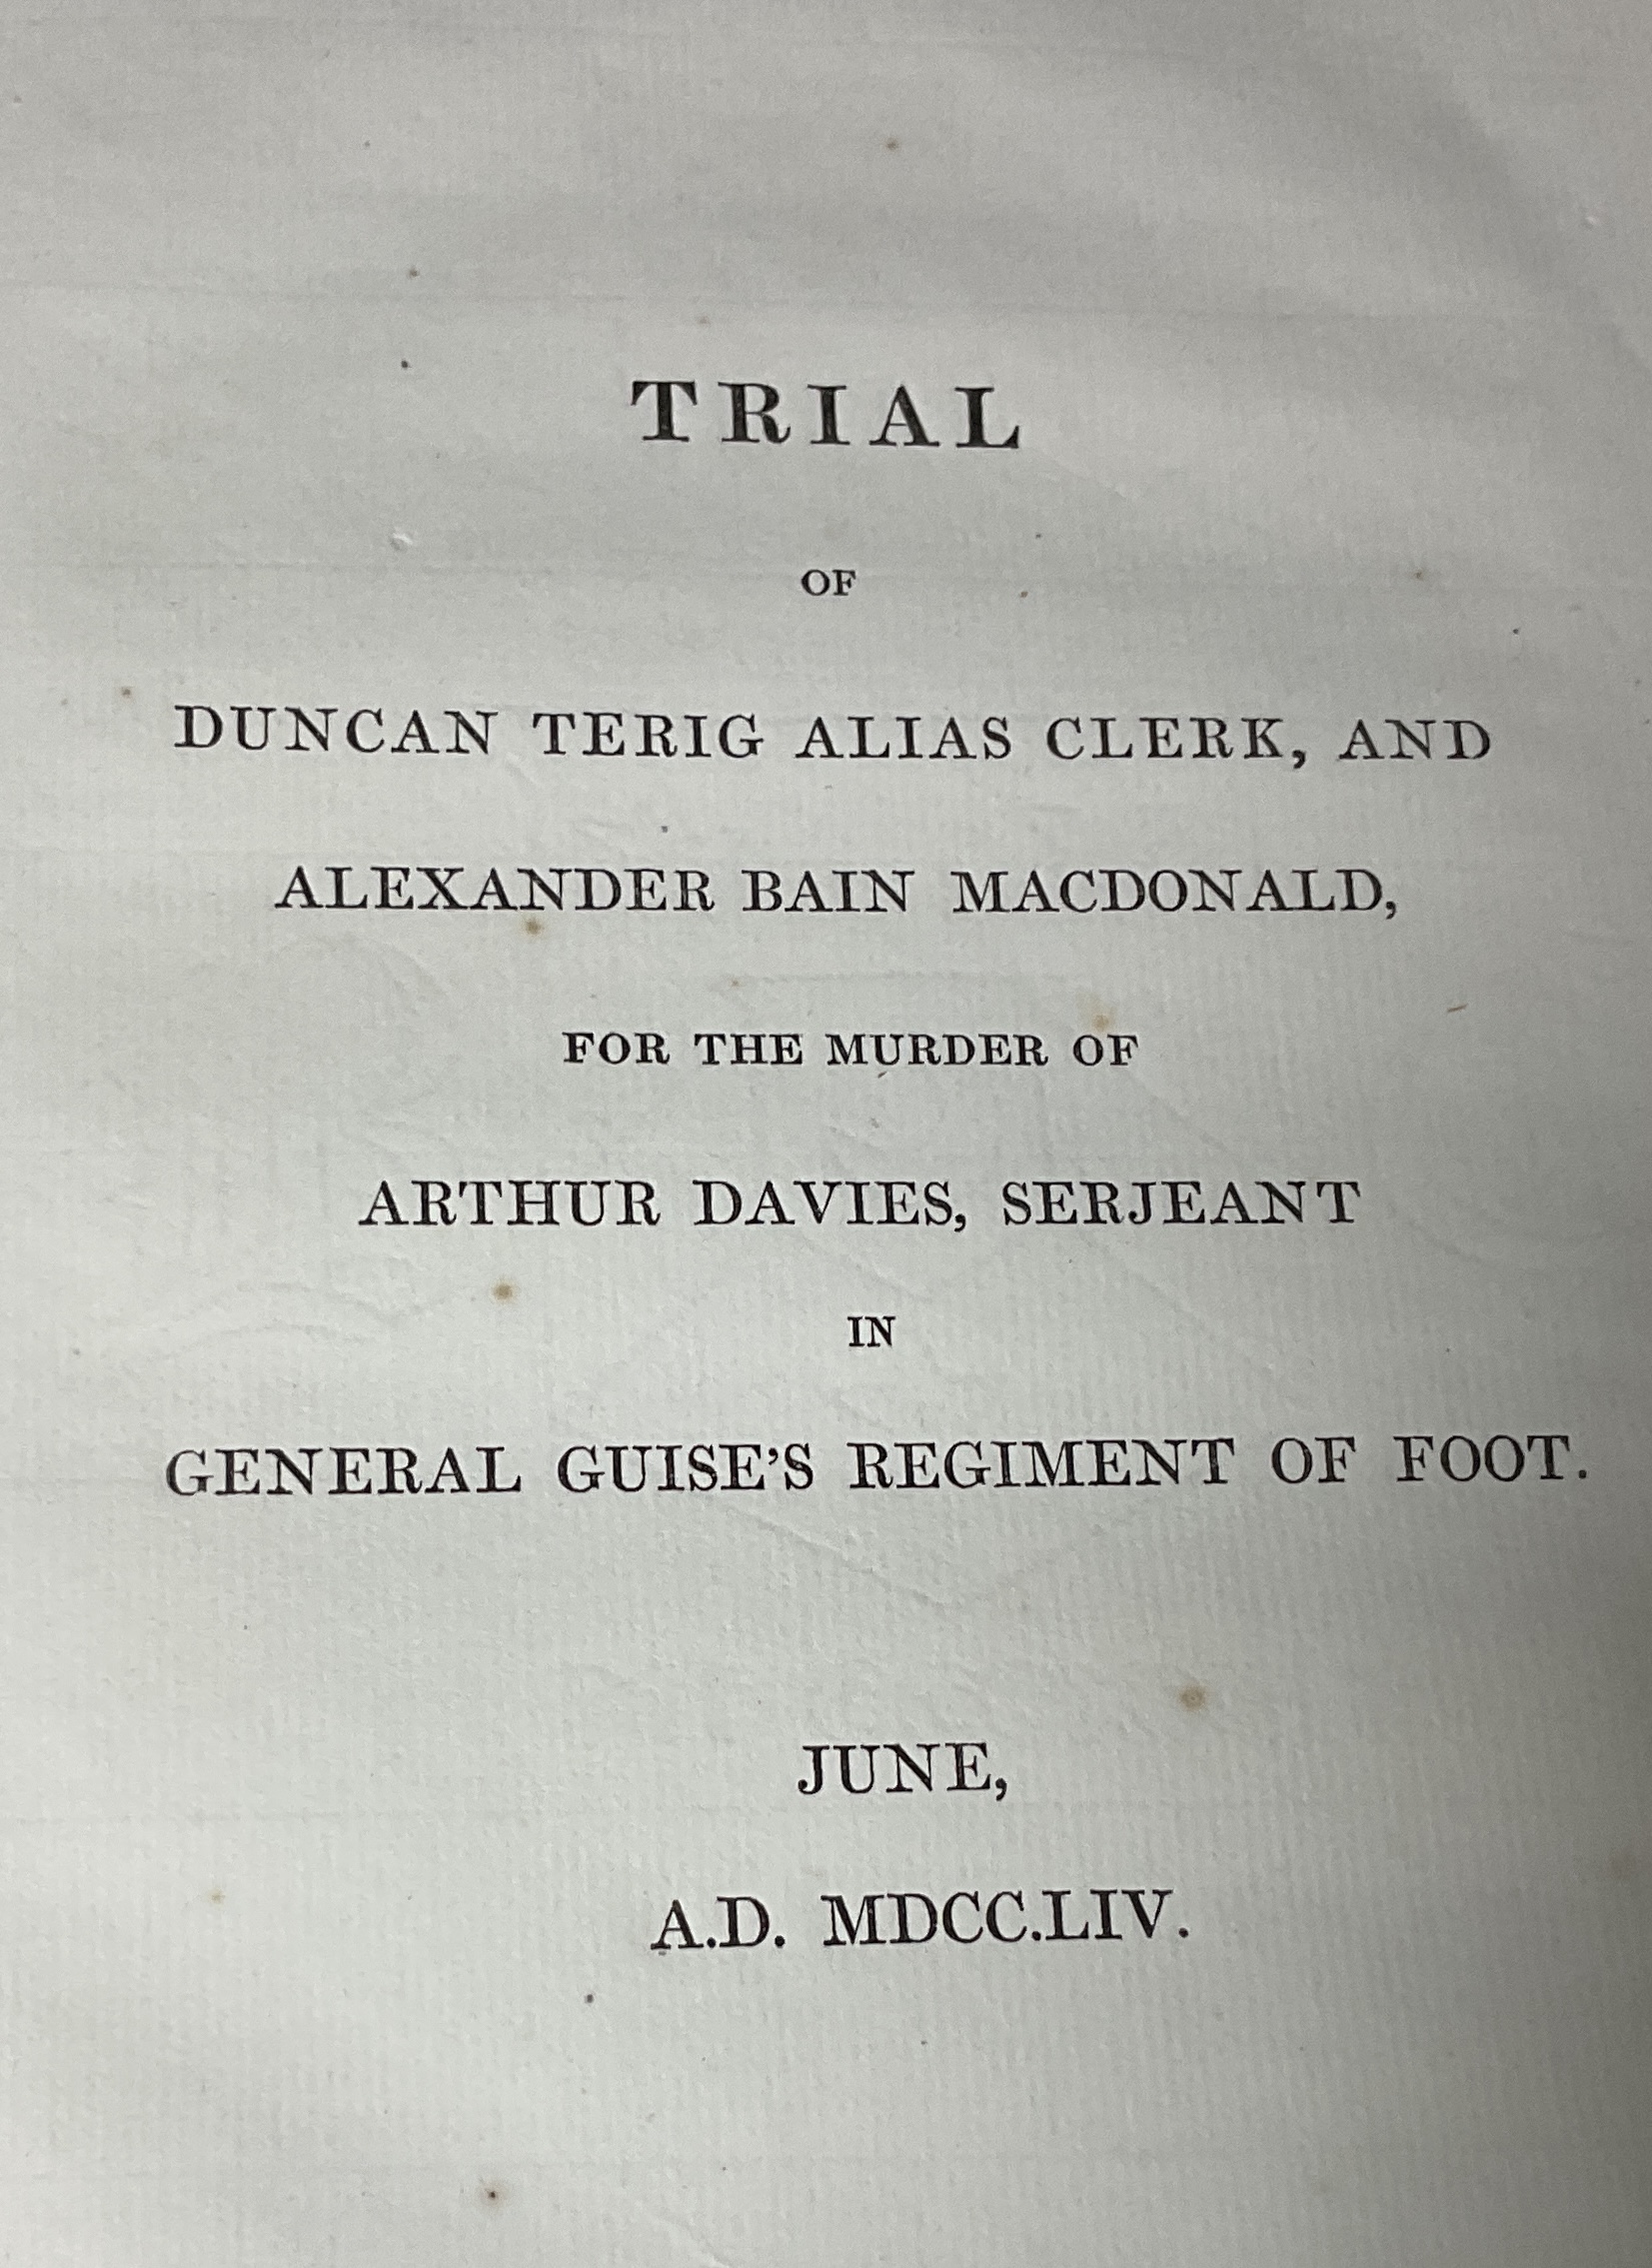 TRIAL
OF
DUNCAN TERIG ALIAS CLERK, AND
ALEXANDER BAIN MACDONALD,
FOR THE MURDER OF
ARTHUR DAVIES, SERJEANT
IN
GENERAL GUISE'S REGIMENT OF FOOT.
JUNE,
A.D. MDCC.LIV.